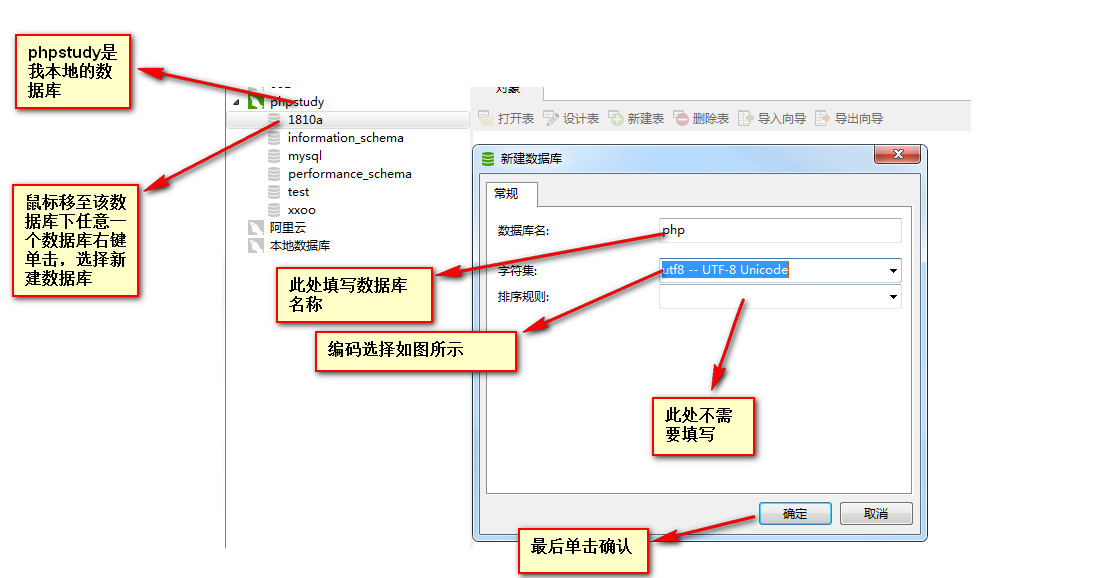 phpstudy是
我本地的数
据库
phpstudy
1810a
information_schema
mysql
performance_schema
test
xxoo
阿里云
本地数据库
鼠标移至该数
据库下任意一
个数据库右键
单击，选择新
建数据库
对象
打开表 设计表 新建表 删除表 导入向导 导出向导
新建数据库
常规
数据库名: php
字符集: utf8 -- UTF-8 Unicode
排序规则:
此处填写数据库
名称
编码选择如图所示
此处不需
要填写
确定 取消
最后单击确认